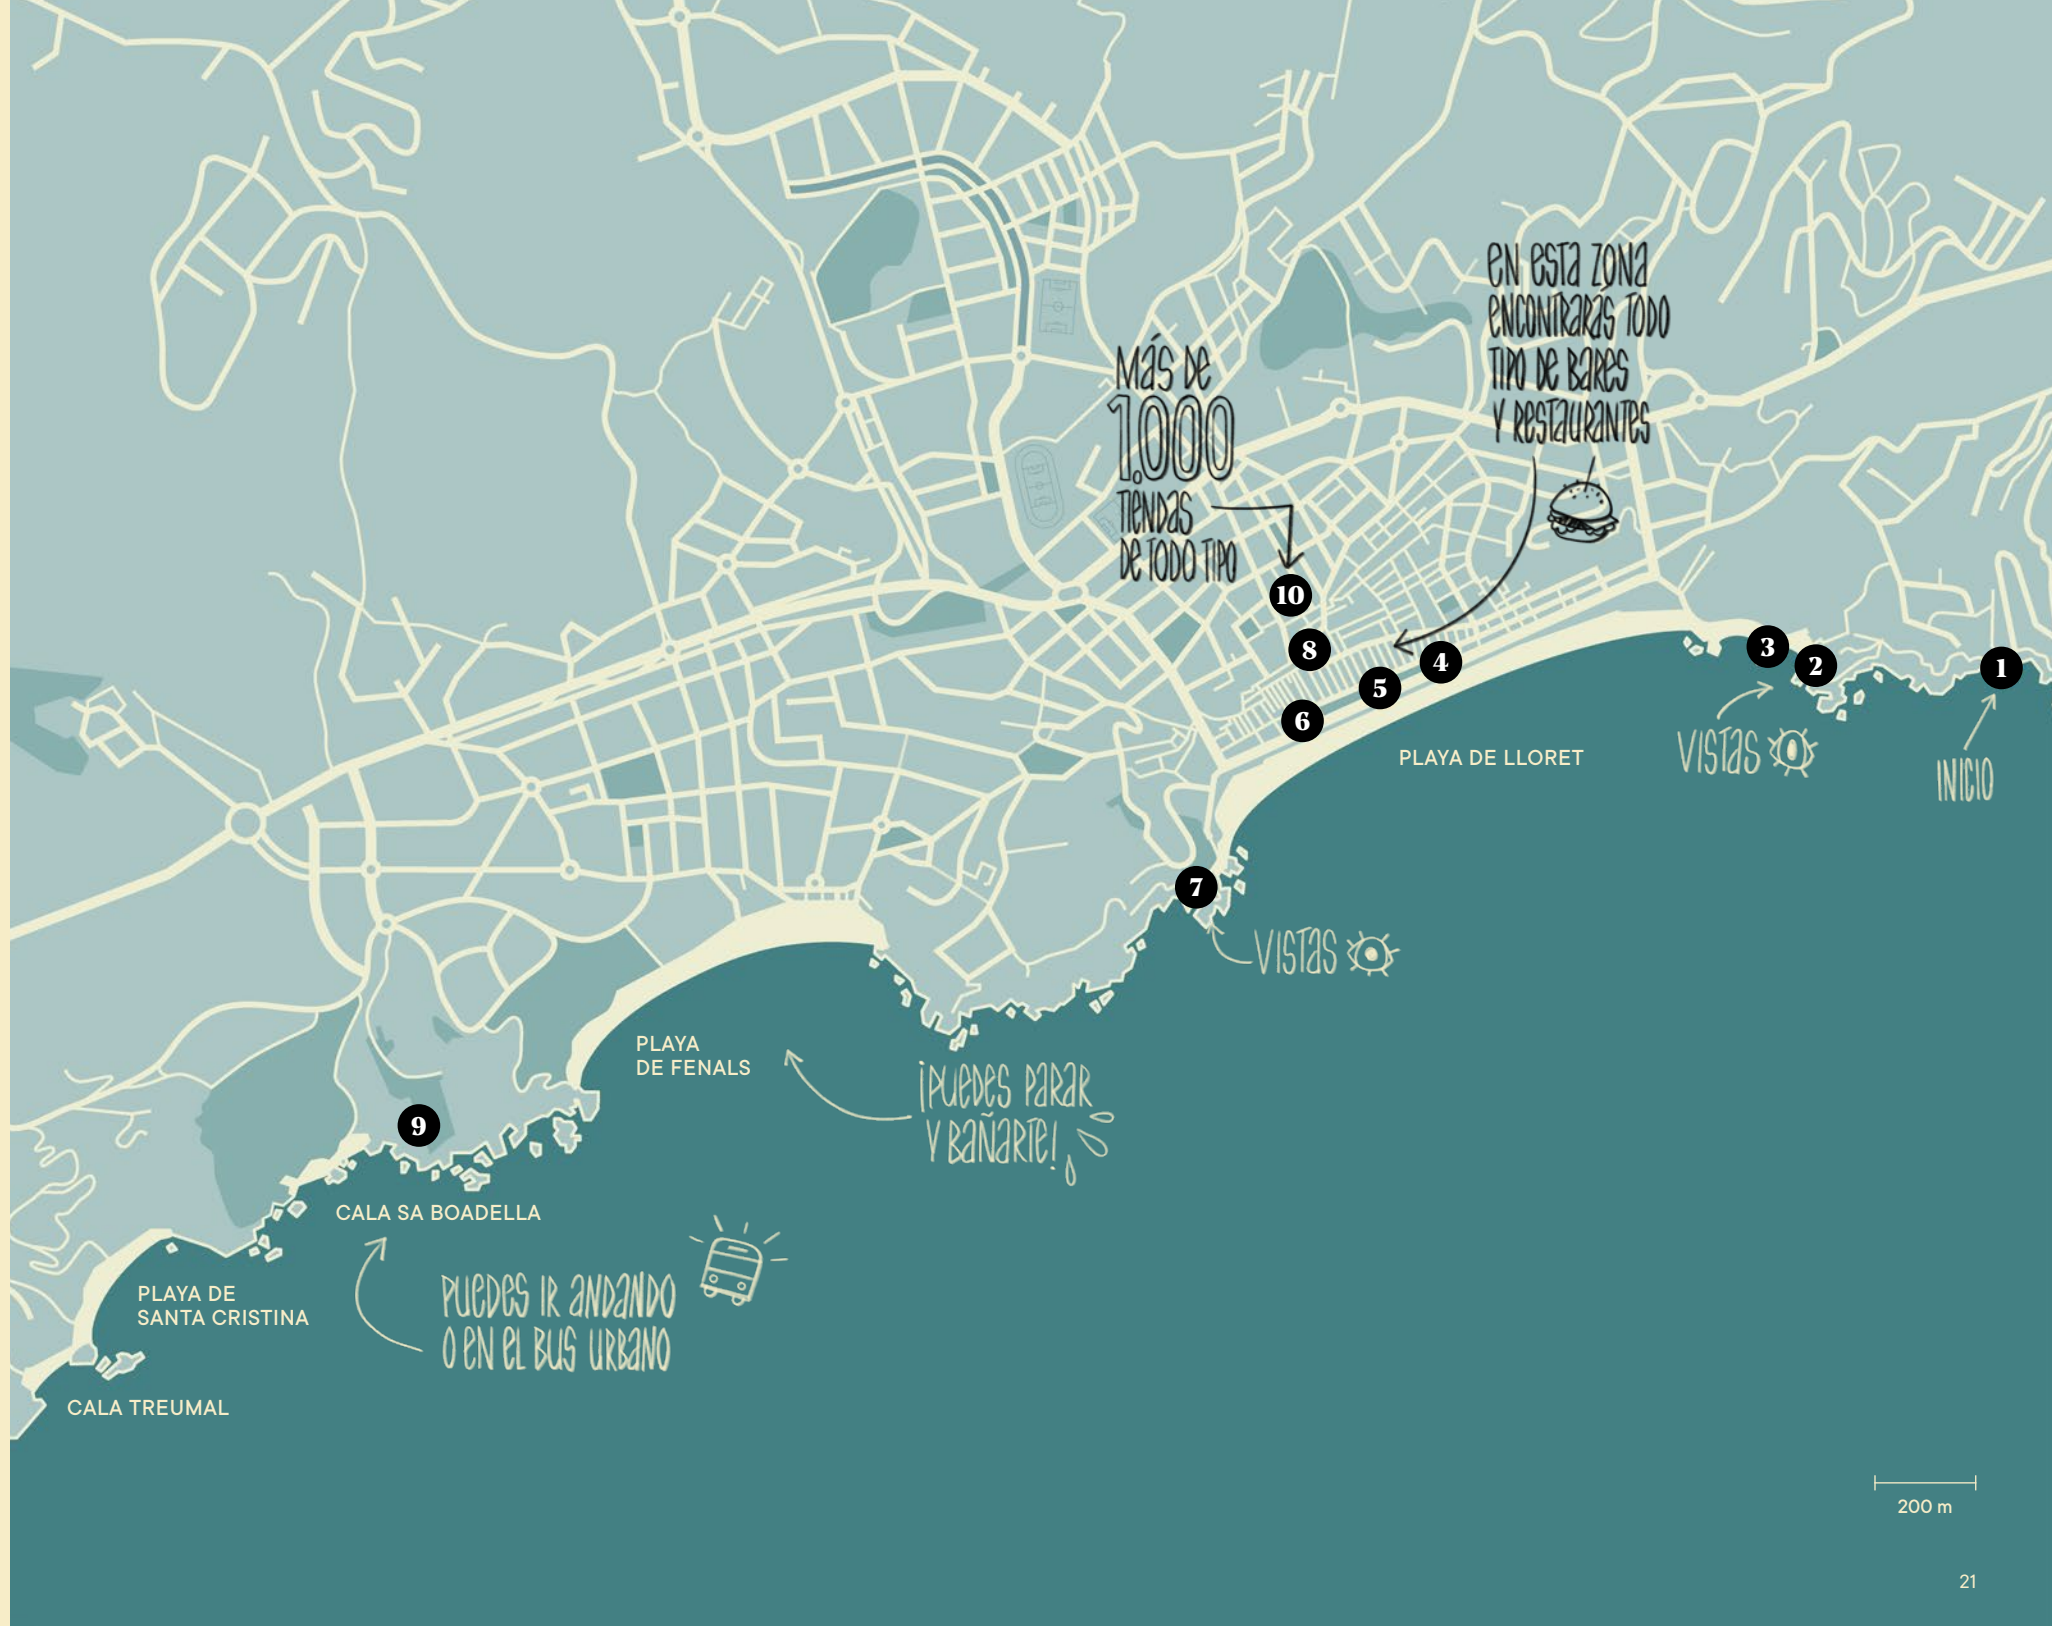 EN ESTA ZONA
ENCONTRARÁS TODO
TIPO DE BARES
Y RESTAURANTES
MÁS DE
1.000
TIENDAS
DE TODO TIPO
10
8
4
5
6
3
2
1
PLAYA DE LLORET
VISTAS
INICIO
7
VISTAS
PLAYA
DE FENALS
¡PUEDES PARAR
Y BAÑARTE!
9
CALA SA BOADELLA
PUEDES IR ANDANDO
O EN EL BUS URBANO
PLAYA DE
SANTA CRISTINA
CALA TREUMAL
200 m
21